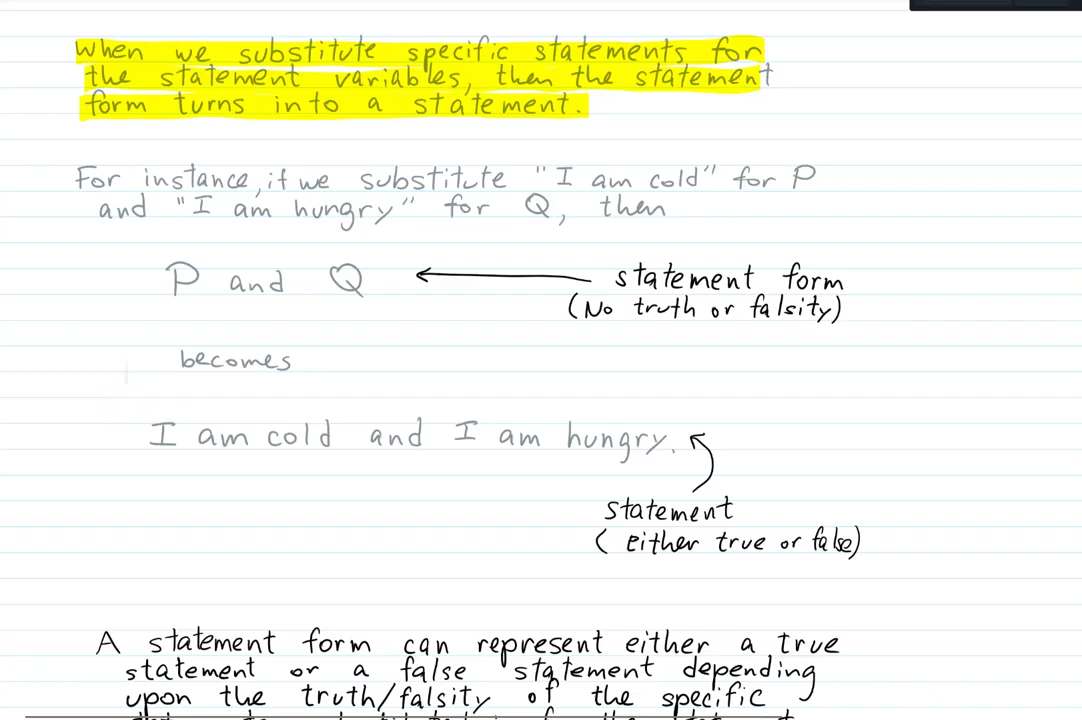 When we substitute specific statements for
the statement variables, then the statement
form turns into a statement.
For instance, if we substitute "I am cold" for P
and "I am hungry" for Q, then
P and Q
statement form
(No truth or falsity)
becomes
I am cold and I am hungry.
statement
(either true or false)
A statement form can represent either a true
statement or a false statement depending
upon the truth/falsity of the specific